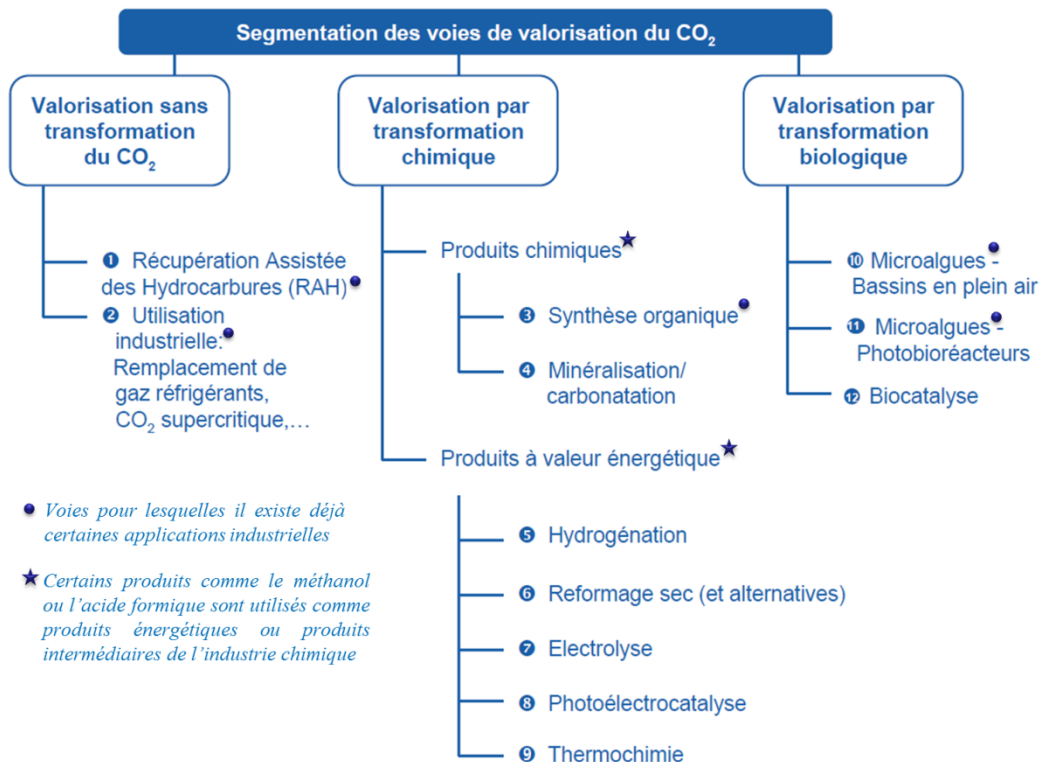 Segmentation des voies de valorisation du CO₂
Valorisation sans
transformation
du CO₂
Valorisation par
transformation
chimique
Valorisation par
transformation
biologique
❶ Récupération Assistée
des Hydrocarbures (RAH)
❷ Utilisation
industrielle:
Remplacement de
gaz réfrigérants,
CO₂ supercritique,…
Produits chimiques
❸ Synthèse organique
❹ Minéralisation/
carbonatation
Produits à valeur énergétique
❺ Hydrogénation
❻ Reformage sec (et alternatives)
❼ Electrolyse
❽ Photoélectrocatalyse
❾ Thermochimie
❿ Microalgues -
Bassins en plein air
⓫ Microalgues -
Photobioréacteurs
⓬ Biocatalyse
Voies pour lesquelles il existe déjà
certaines applications industrielles
Certains produits comme le méthanol
ou l’acide formique sont utilisés comme
produits énergétiques ou produits
intermédiaires de l’industrie chimique